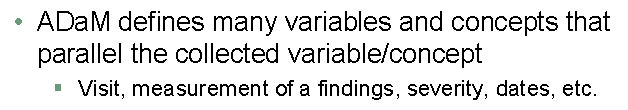 • ADaM defines many variables and concepts that
parallel the collected variable/concept
▪ Visit, measurement of a findings, severity, dates, etc.